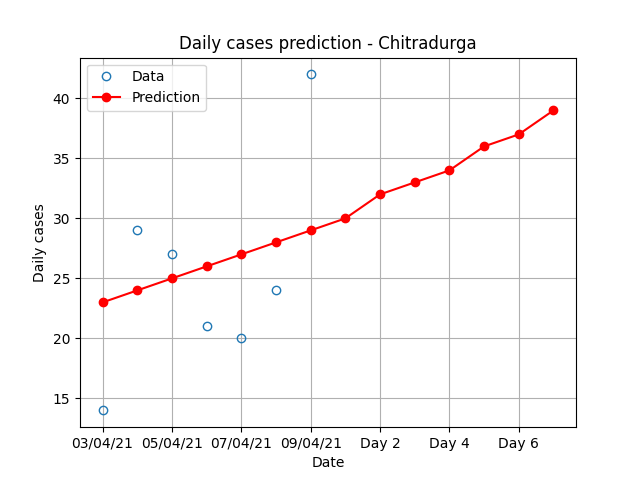 Daily cases prediction - Chitradurga
Data
Prediction
40
35
30
25
20
15
Daily cases
03/04/21 05/04/21 07/04/21 09/04/21 Day 2 Day 4 Day 6
Date